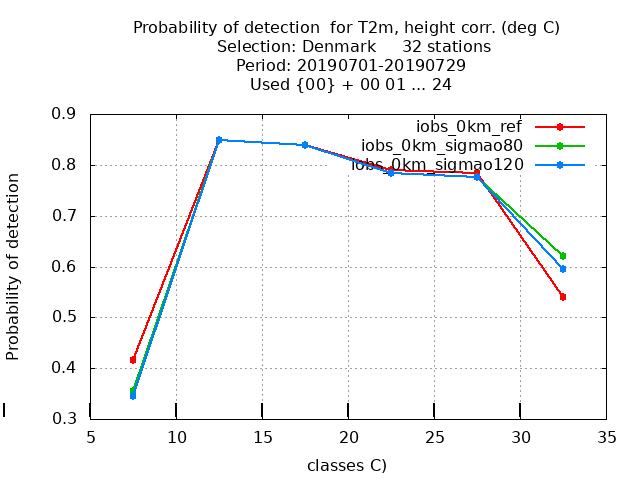 Probability of detection  for T2m, height corr. (deg C)
Selection: Denmark     32 stations
Period: 20190701-20190729
Used {00} + 00 01 ... 24
iobs_0km_ref
iobs_0km_sigmao80
iobs_0km_sigmao120
Probability of detection
0.9
0.8
0.7
0.6
0.5
0.4
0.3
5 10 15 20 25 30 35
classes C)